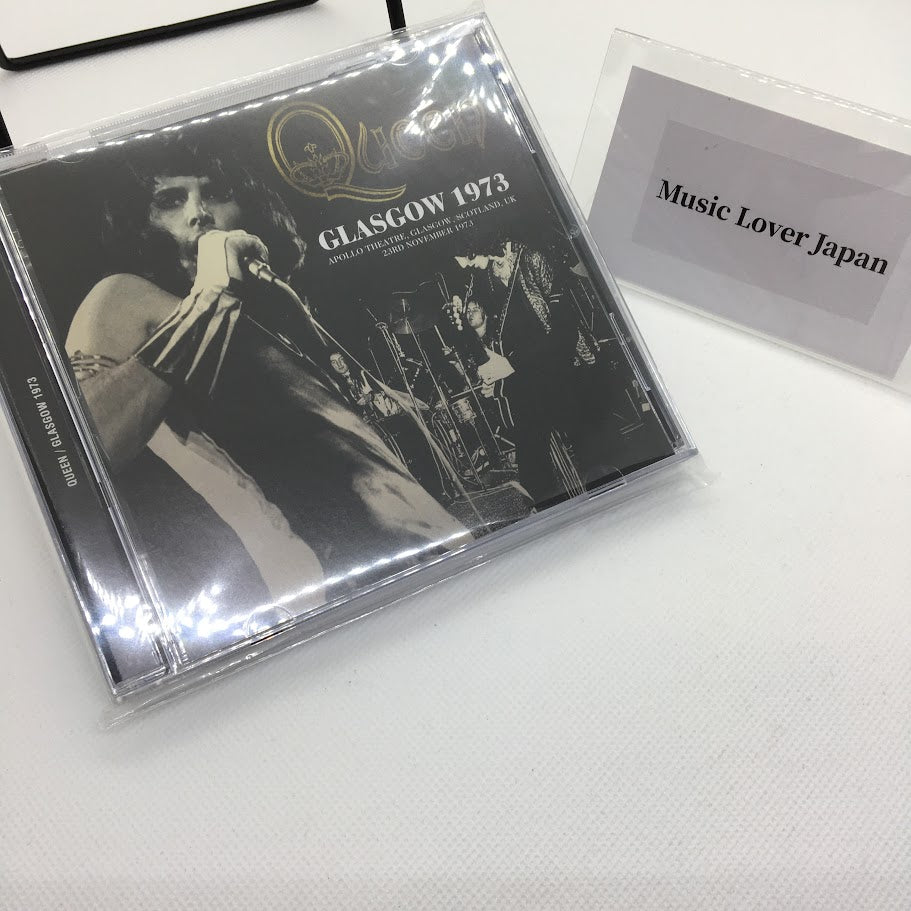 QUEEN
GLASGOW 1973
APOLLO THEATRE, GLASGOW, SCOTLAND, UK
23RD NOVEMBER 1973
QUEEN / GLASGOW 1973
Music Lover Japan